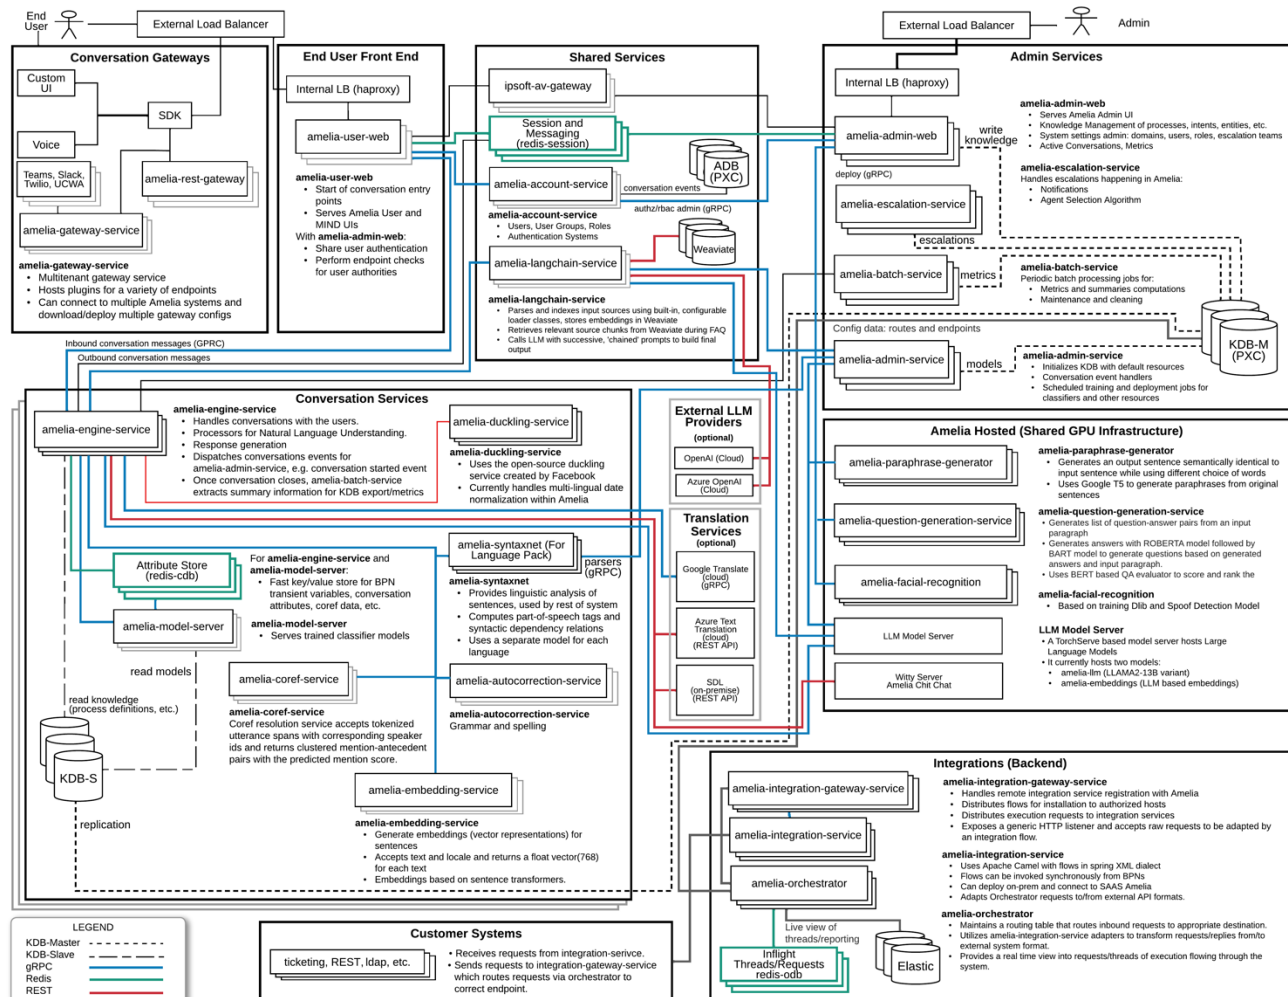 End
User
External Load Balancer
External Load Balancer
Admin
Conversation Gateways
Custom
UI
SDK
Voice
Teams, Slack,
Twilio, UCWA
amelia-rest-gateway
amelia-gateway-service
amelia-gateway-service
• Multitenant gateway service
• Hosts plugins for a variety of endpoints
• Can connect to multiple Amelia systems and
download/deploy multiple gateway configs
End User Front End
Internal LB (haproxy)
amelia-user-web
amelia-user-web
• Start of conversation entry
points
• Serves Amelia User and
MIND UIs
With amelia-admin-web:
• Share user authentication
• Perform endpoint checks
for user authorities
Shared Services
ipsoft-av-gateway
Session and
Messaging
(redis-session)
ADB
(PXC)
amelia-account-service
conversation events
authz/rbac admin (gRPC)
amelia-account-service
• Users, User Groups, Roles
• Authentication Systems
Weaviate
amelia-langchain-service
amelia-langchain-service
• Parses and indexes input sources using built-in, configurable
loader classes, stores embeddings in Weaviate
• Retrieves relevant source chunks from Weaviate during FAQ
• Calls LLM with successive, 'chained' prompts to build final
output
Admin Services
Internal LB (haproxy)
amelia-admin-web
write
knowledge
deploy (gRPC)
amelia-escalation-service
escalations
amelia-batch-service
metrics
Config data: routes and endpoints
amelia-admin-service
models
KDB-M
(PXC)
amelia-admin-web
• Serves Amelia Admin UI
• Knowledge Management of processes, intents, entities, etc.
• System settings admin: domains, users, roles, escalation teams
• Active Conversations, Metrics
amelia-escalation-service
Handles escalations happening in Amelia:
• Notifications
• Agent Selection Algorithm
amelia-batch-service
Periodic batch processing jobs for:
• Metrics and summaries computations
• Maintenance and cleaning
amelia-admin-service
• Initializes KDB with default resources
• Conversation event handlers
• Scheduled training and deployment jobs for
classifiers and other resources
Inbound conversation messages (GPRC)
Outbound conversation messages
Conversation Services
amelia-engine-service
amelia-engine-service
• Handles conversations with the users.
• Processors for Natural Language Understanding.
• Response generation
• Dispatches conversations events for
amelia-admin-service, e.g. conversation started event
• Once conversation closes, amelia-batch-service
extracts summary information for KDB export/metrics
amelia-duckling-service
amelia-duckling-service
• Uses the open-source duckling
service created by Facebook
• Currently handles multi-lingual date
normalization within Amelia
amelia-syntaxnet (For
Language Pack)
parsers
(gRPC)
amelia-syntaxnet
• Provides linguistic analysis of
sentences, used by rest of system
• Computes part-of-speech tags and
syntactic dependency relations
• Uses a separate model for each
language
Attribute Store
(redis-cdb)
For amelia-engine-service and
amelia-model-server:
• Fast key/value store for BPN
transient variables, conversation
attributes, coref data, etc.
amelia-model-server
amelia-model-server
• Serves trained classifier models
read models
amelia-coref-service
amelia-coref-service
Coref resolution service accepts tokenized
utterance spans with corresponding speaker
ids and returns clustered mention-antecedent
pairs with the predicted mention score.
amelia-autocorrection-service
amelia-autocorrection-service
Grammar and spelling
read knowledge
(process definitions, etc.)
KDB-S
replication
amelia-embedding-service
amelia-embedding-service
• Generate embeddings (vector representations) for
sentences
• Accepts text and locale and returns a float vector(768)
for each text
• Embeddings based on sentence transformers.
External LLM
Providers
(optional)
OpenAI (Cloud)
Azure OpenAI
(Cloud)
Translation
Services
(optional)
Google Translate
(cloud)
(gRPC)
Azure Text
Translation
(cloud)
(REST API)
SDL
(on-premise)
(REST API)
Amelia Hosted (Shared GPU Infrastructure)
amelia-paraphrase-generator
amelia-question-generation-service
amelia-facial-recognition
LLM Model Server
Witty Server
Amelia Chit Chat
amelia-paraphrase-generator
• Generates an output sentence semantically identical to
input sentence while using different choice of words
• Uses Google T5 to generate paraphrases from original
sentences
amelia-question-generation-service
• Generates list of question-answer pairs from an input
paragraph
• Generates answers with ROBERTA model followed by
BART model to generate questions based on generated
answers and input paragraph.
• Uses BERT based QA evaluator to score and rank the
amelia-facial-recognition
• Based on training Dlib and Spoof Detection Model
LLM Model Server
• A TorchServe based model server hosts Large
Language Models
• It currently hosts two models:
• amelia-llm (LLAMA2-13B variant)
• amelia-embeddings (LLM based embeddings)
Integrations (Backend)
amelia-integration-gateway-service
amelia-integration-service
amelia-orchestrator
Live view of
threads/reporting
Inflight
Threads/Requests
redis-odb
Elastic
amelia-integration-gateway-service
• Handles remote integration service registration with Amelia
• Distributes flows for installation to authorized hosts
• Distributes execution requests to integration services
• Exposes a generic HTTP listener and accepts raw requests to be adapted by
an integration flow.
amelia-integration-service
• Uses Apache Camel with flows in spring XML dialect
• Flows can be invoked synchronously from BPNs
• Can deploy on-prem and connect to SAAS Amelia
• Adapts Orchestrator requests to/from external API formats.
amelia-orchestrator
• Maintains a routing table that routes inbound requests to appropriate destination.
• Utilizes amelia-integration-service adapters to transform requests/replies from/to
external system format.
• Provides a real time view into requests/threads of execution flowing through the
system.
LEGEND
KDB-Master
KDB-Slave
gRPC
Redis
REST
Customer Systems
ticketing, REST, ldap, etc.
• Receives requests from integration-serivce.
• Sends requests to integration-gateway-service
which routes requests via orchestrator to
correct endpoint.